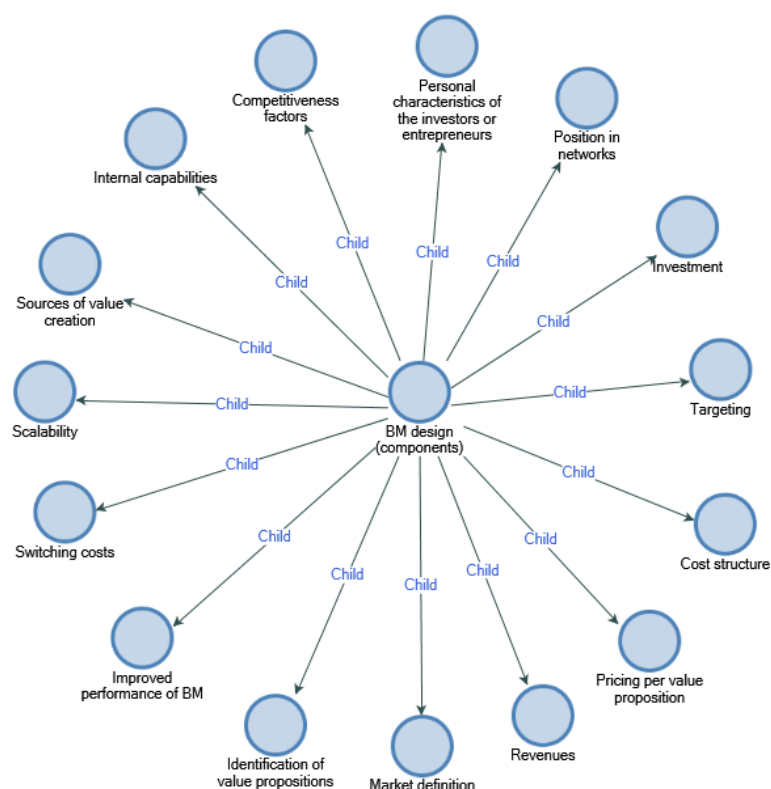 Personal
characteristics of
the investors or
entrepreneurs
Competitiveness
factors
Position in
networks
Internal capabilities
Child
Child
Child
Child
Investment
Sources of value
creation
Child
Child
Child
Targeting
Scalability
Child
BM design
(components)
Child
Child
Switching costs
Cost structure
Child
Child
Child
Child
Child
Improved
performance of BM
Pricing per value
proposition
Revenues
Identification of
value propositions
Market definition